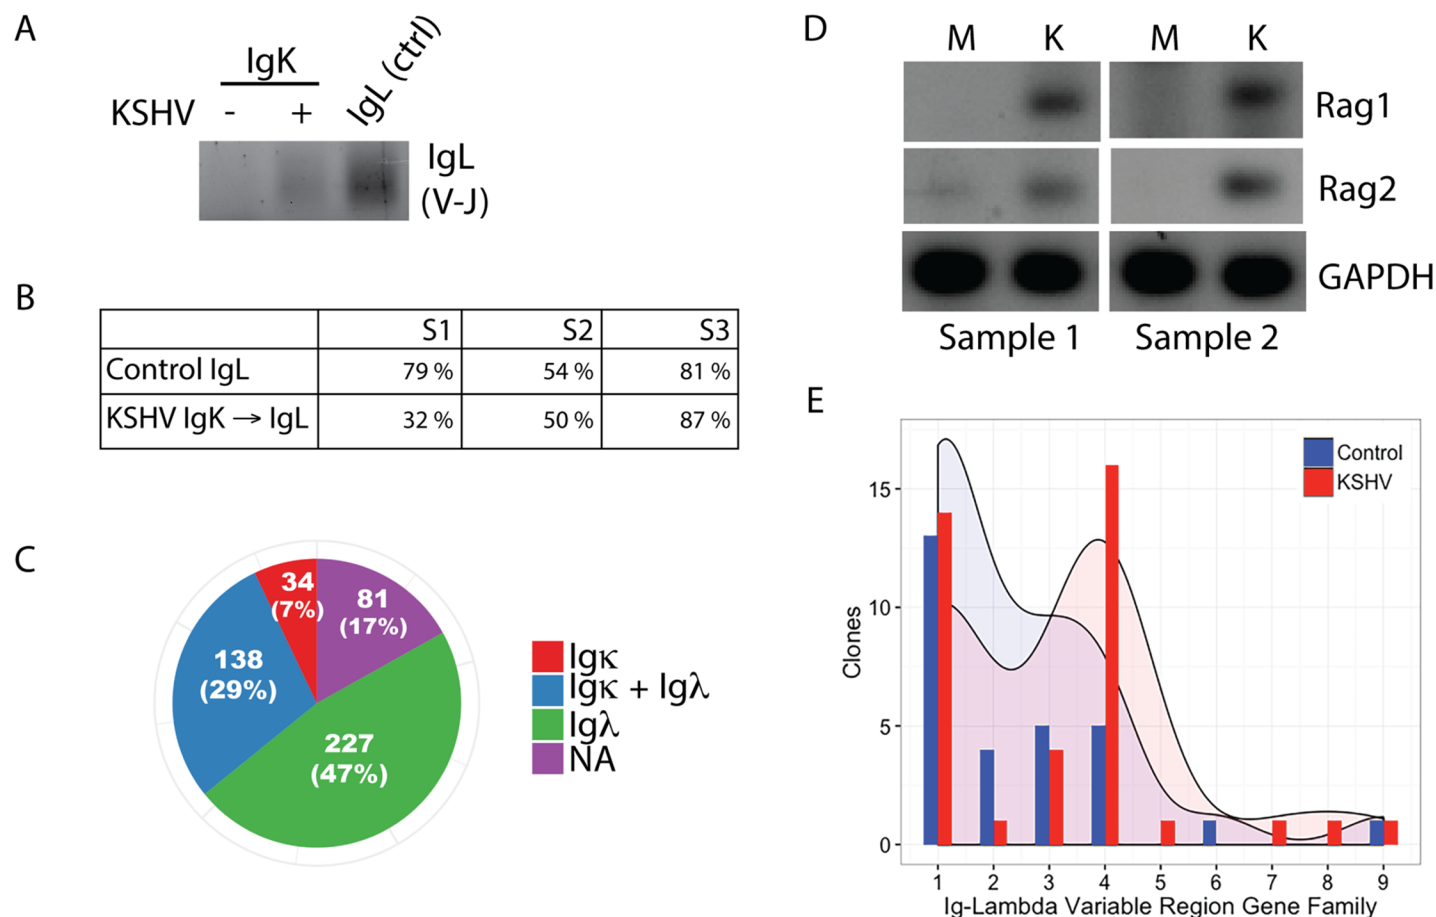 A
IgK
IgL (ctrl)
KSHV - +
IgL
(V-J)
B
S1 S2 S3
Control IgL 79 % 54 % 81 %
KSHV IgK → IgL 32 % 50 % 87 %
C
34
(7%)
81
(17%)
138
(29%)
227
(47%)
Igκ
Igκ + Igλ
Igλ
NA
D
M K M K
Rag1
Rag2
GAPDH
Sample 1 Sample 2
E
Control
KSHV
Clones
15
10
5
0
1 2 3 4 5 6 7 8 9
Ig-Lambda Variable Region Gene Family